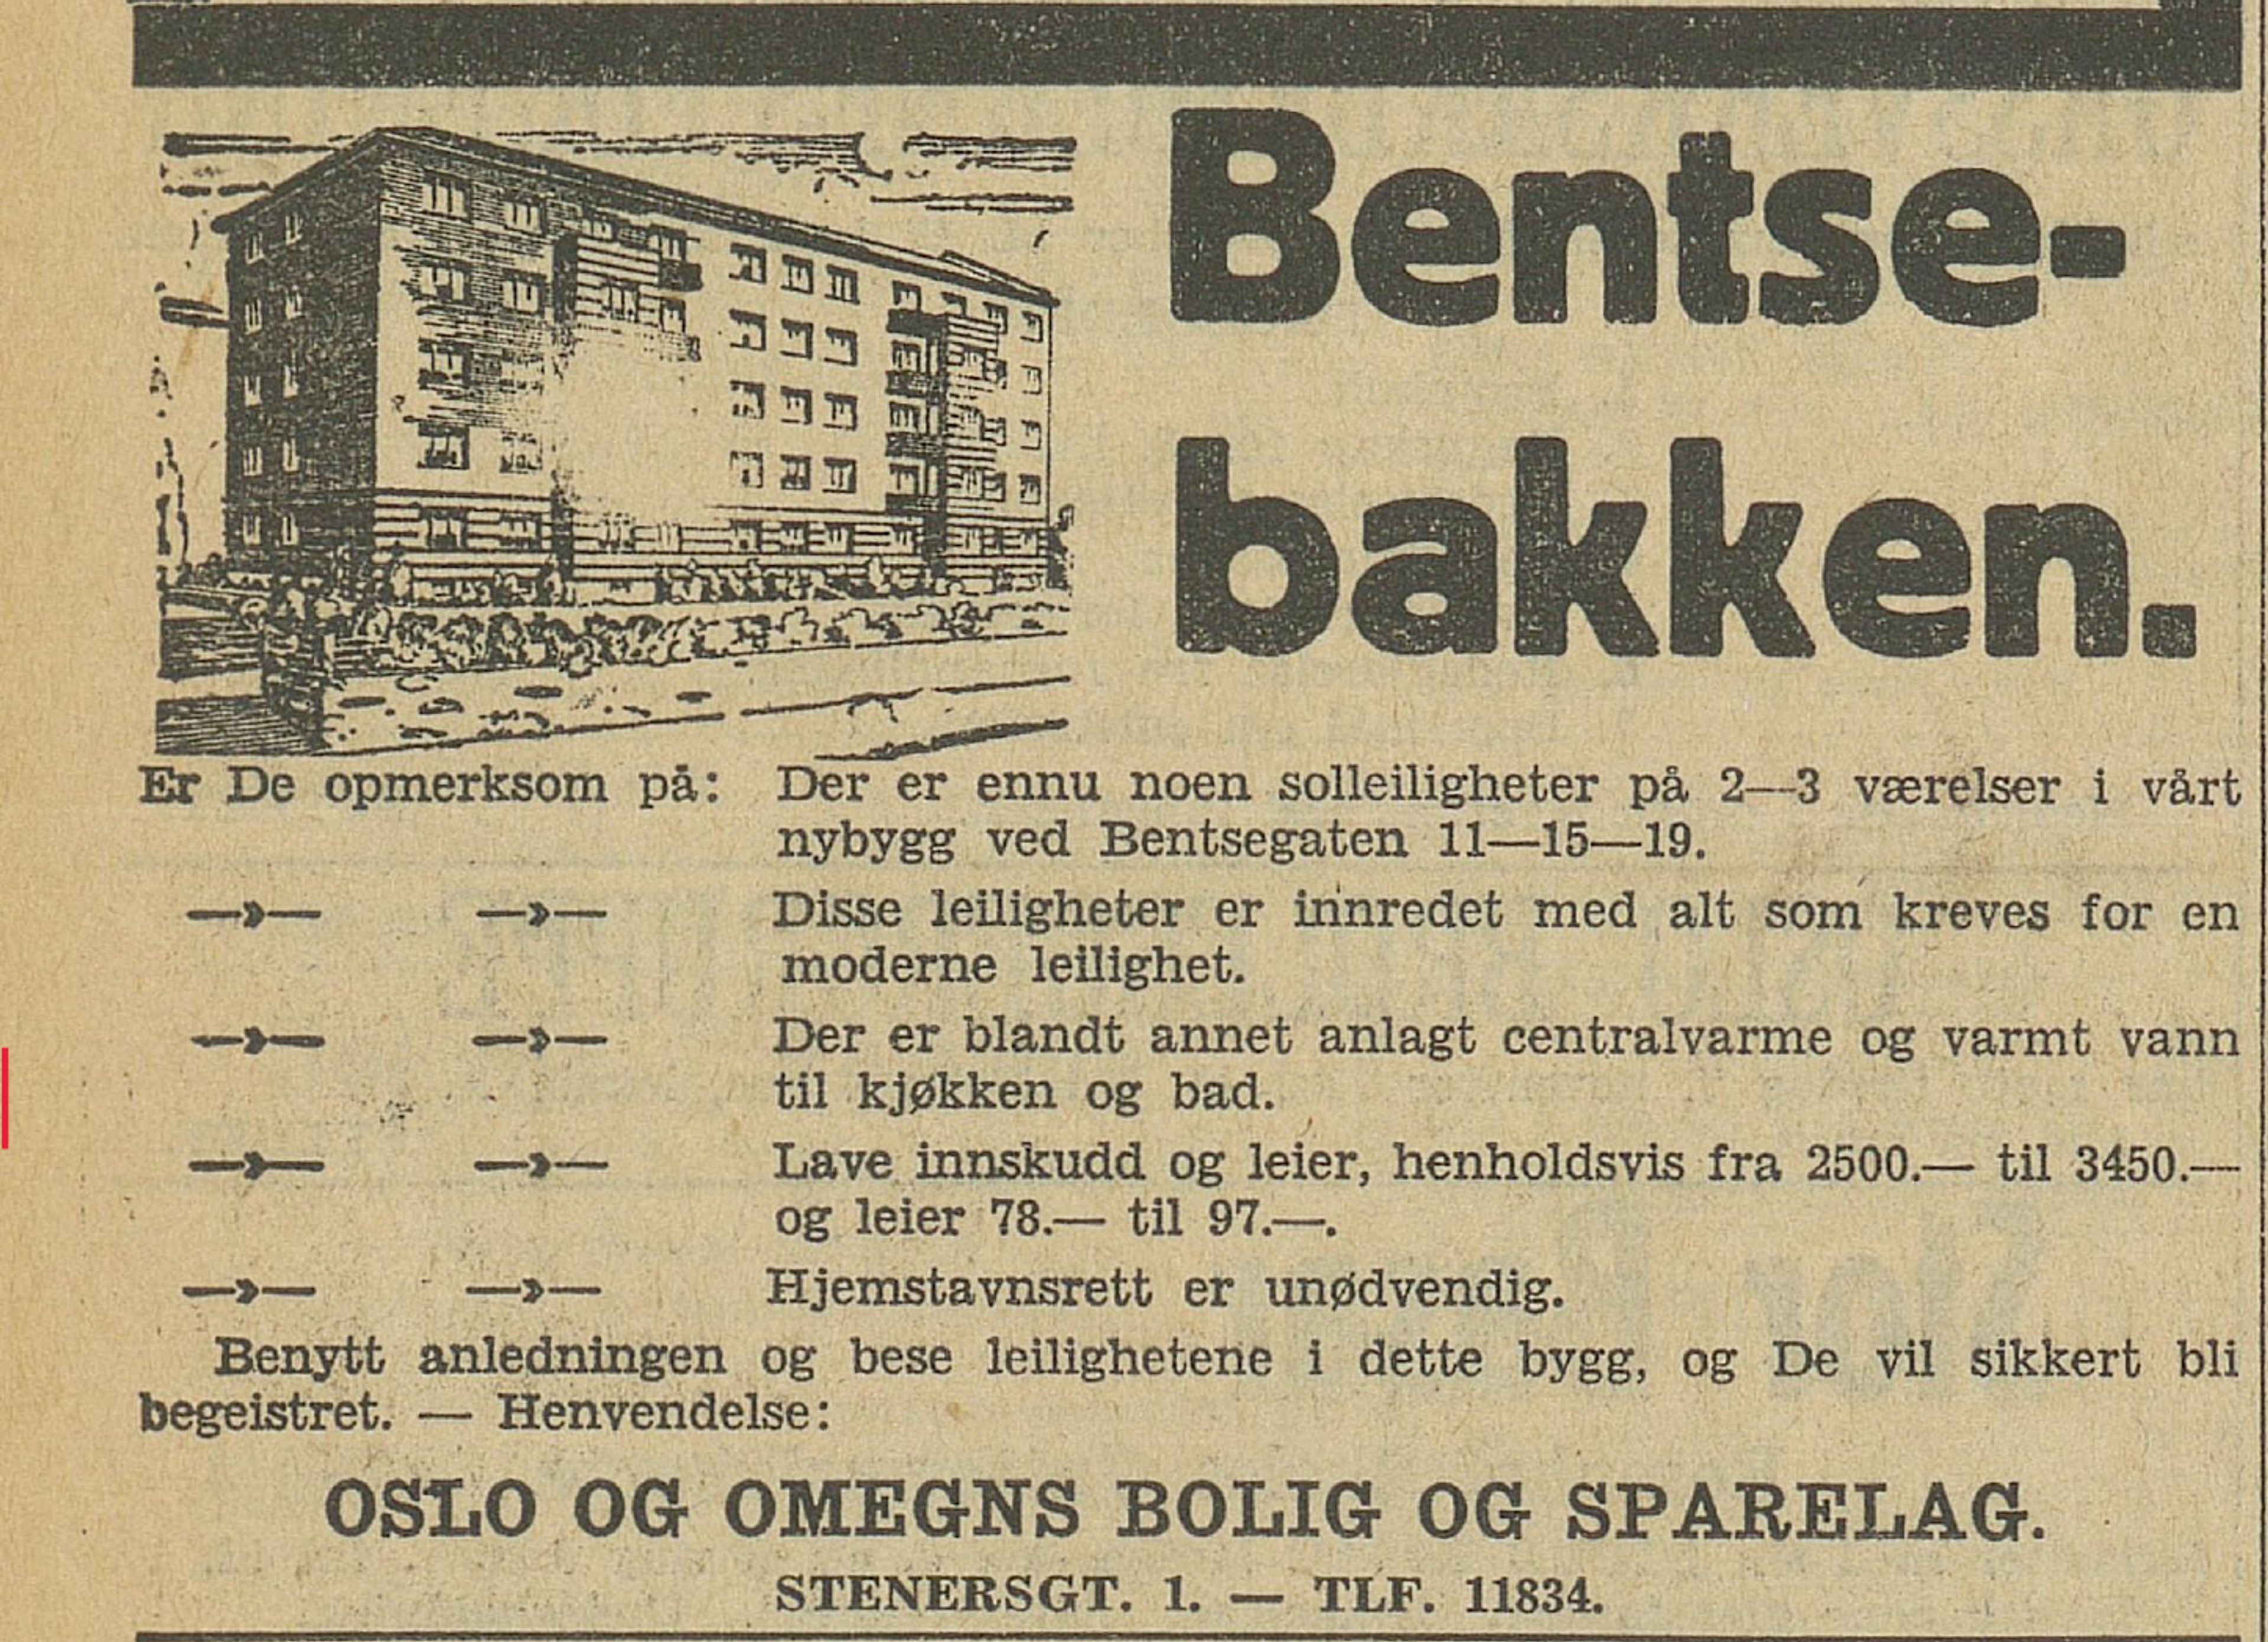 Bentse-
bakken.
Er De opmerksom på: Der er ennu noen solleiligheter på 2—3 værelser i vårt
nybygg ved Bentsegaten 11—15—19.
—»— —»— Disse leiligheter er innredet med alt som kreves for en
moderne leilighet.
—»— —»— Der er blandt annet anlagt centralvarme og varmt vann
til kjøkken og bad.
—»— —»— Lave innskudd og leier, henholdsvis fra 2500.— til 3450.—
og leier 78.— til 97.—.
—»— —»— Hjemstavnsrett er unødvendig.
Benytt anledningen og bese leilighetene i dette bygg, og De vil sikkert bli
begeistret. — Henvendelse:
OSLO OG OMEGNS BOLIG OG SPARELAG.
STENERSGT. 1. — TLF. 11834.